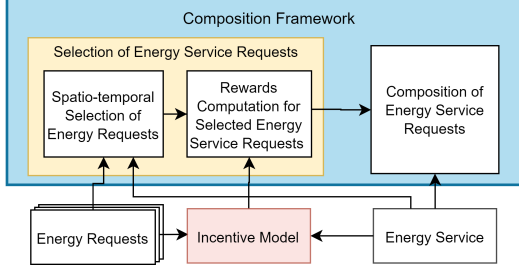 Composition Framework
Selection of Energy Service Requests
Spatio-temporal
Selection of
Energy Requests
Rewards
Computation for
Selected Energy
Service Requests
Composition of
Energy Service
Requests
Energy Requests
Incentive Model
Energy Service